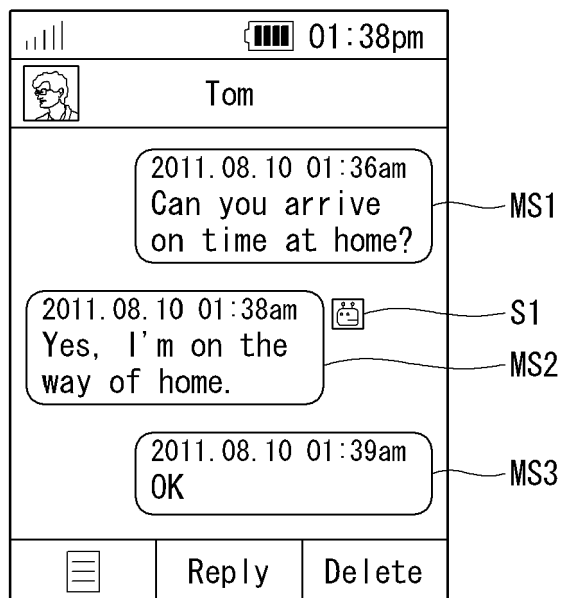 01:38pm
Tom
2011.08.10 01:36am
Can you arrive
on time at home?
MS1
2011.08.10 01:38am
Yes, I'm on the
way of home.
S1
MS2
2011.08.10 01:39am
OK
MS3
Reply
Delete